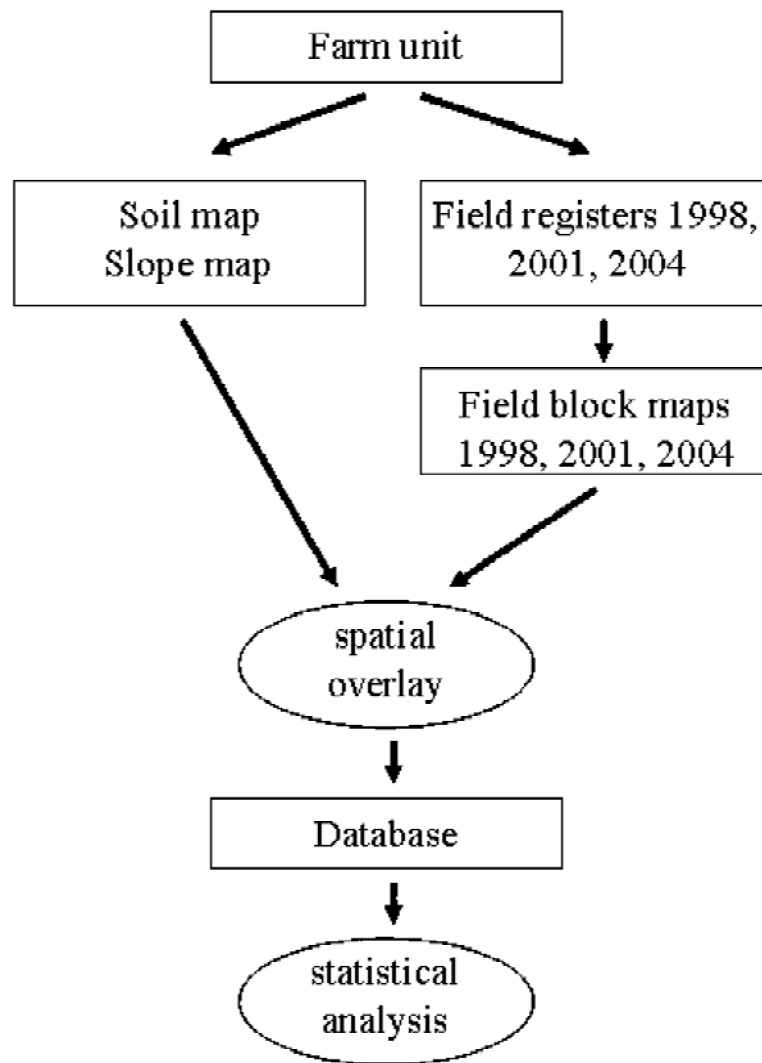 Farm unit
Soil map
Slope map
Field registers 1998,
2001, 2004
Field block maps
1998, 2001, 2004
spatial
overlay
Database
statistical
analysis